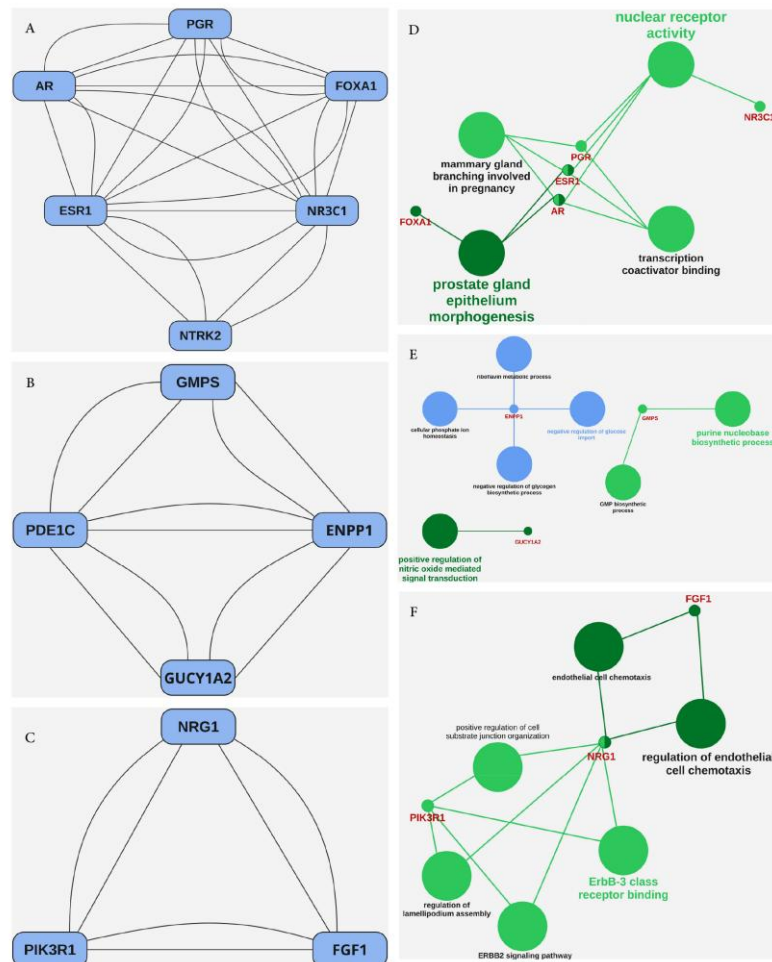 A
PGR
AR
FOXA1
ESR1
NR3C1
NTRK2
B
GMPS
PDE1C
ENPP1
GUCY1A2
C
NRG1
PIK3R1
FGF1
D
nuclear receptor
activity
NR3C1
mammary gland
branching involved
in pregnancy
PGR
ESR1
AR
FOXA1
transcription
coactivator binding
prostate gland
epithelium
morphogenesis
E
riboflavin metabolic process
ENPP1
GMPS
cellular phosphate ion
homeostasis
negative regulation of glucose
import
purine nucleobase
biosynthetic process
negative regulation of glycogen
biosynthetic process
GMP biosynthetic
process
GUCY1A2
positive regulation of
nitric oxide mediated
signal transduction
F
FGF1
endothelial cell chemotaxis
positive regulation of cell
substrate junction organization
NRG1
regulation of endothelial
cell chemotaxis
PIK3R1
ErbB-3 class
receptor binding
regulation of
lamellipodium assembly
ERBB2 signaling pathway